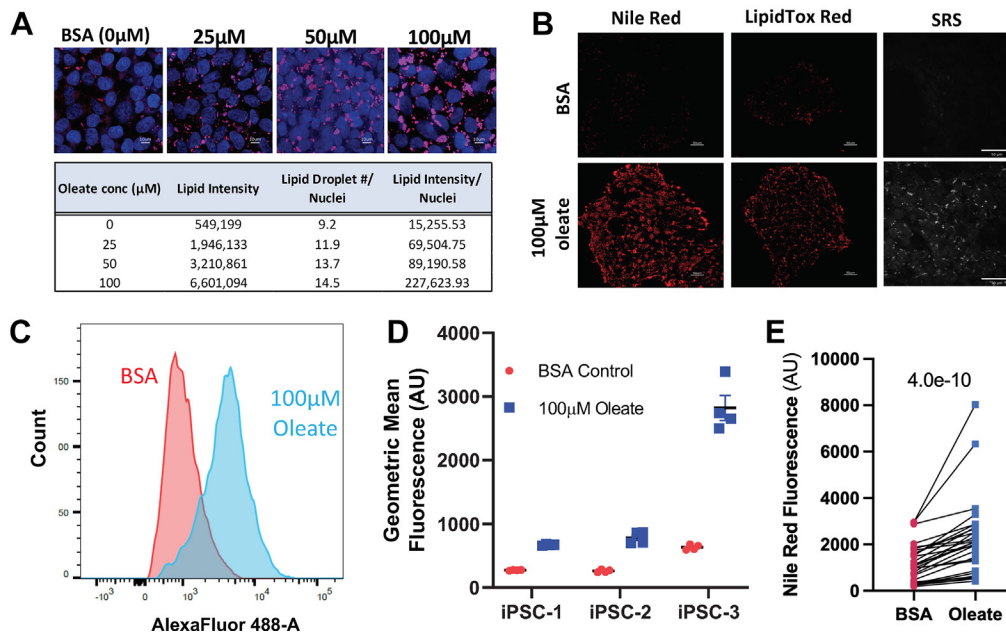 A
BSA (0μM) 25μM 50μM 100μM
10μm 10μm 10μm 10μm
Oleate conc (μM) Lipid Intensity Lipid Droplet #/ Nuclei Lipid Intensity/ Nuclei
0 549,199 9.2 15,255.53
25 1,946,133 11.9 69,504.75
50 3,210,861 13.7 89,190.58
100 6,601,094 14.5 227,623.93
B
Nile Red LipidTox Red SRS
BSA
100μM
oleate
C
Count
150
00
50
0
BSA
100μM
Oleate
-10³ 0 10³ 10⁴ 10⁵
AlexaFluor 488-A
D
Geometric Mean
Fluorescence (AU)
4000
3000
2000
1000
0
BSA Control
100μM Oleate
iPSC-1 iPSC-2 iPSC-3
E
Nile Red Fluorescence (AU)
10000
8000
6000
4000
2000
0
4.0e-10
BSA Oleate